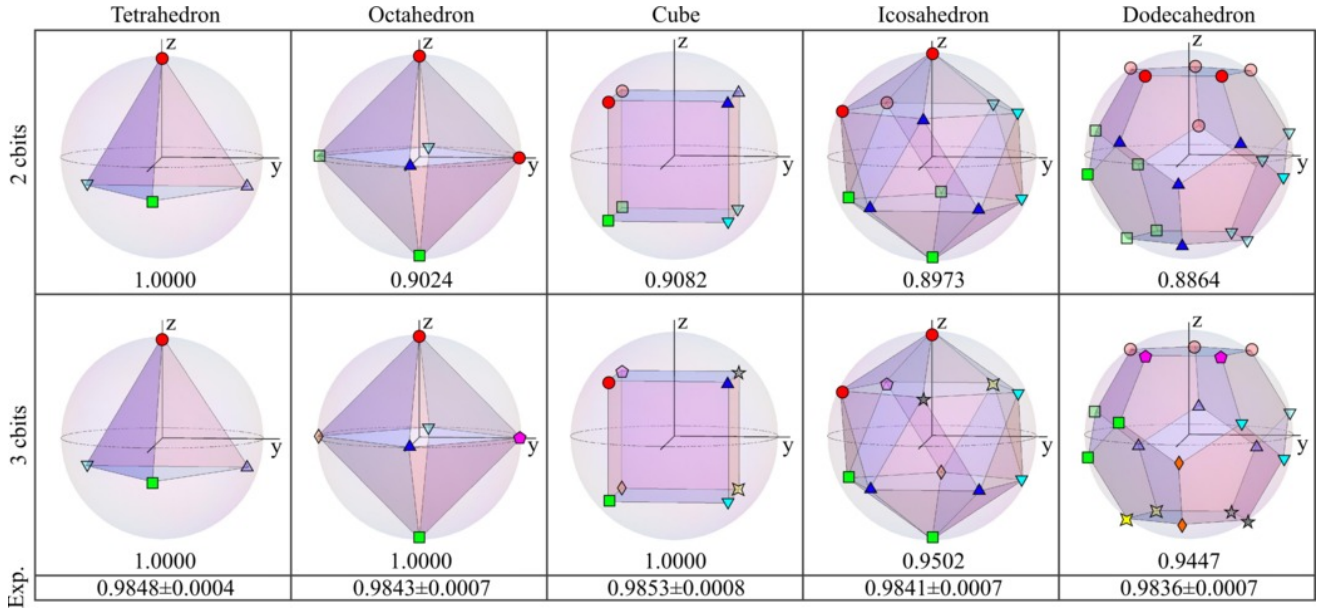 Tetrahedron Octahedron Cube Icosahedron Dodecahedron
2 cbits
z z z z z
y y y y y
1.0000 0.9024 0.9082 0.8973 0.8864
3 cbits
z z z z z
y y y y y
1.0000 1.0000 1.0000 0.9502 0.9447
Exp.
0.9848±0.0004 0.9843±0.0007 0.9853±0.0008 0.9841±0.0007 0.9836±0.0007